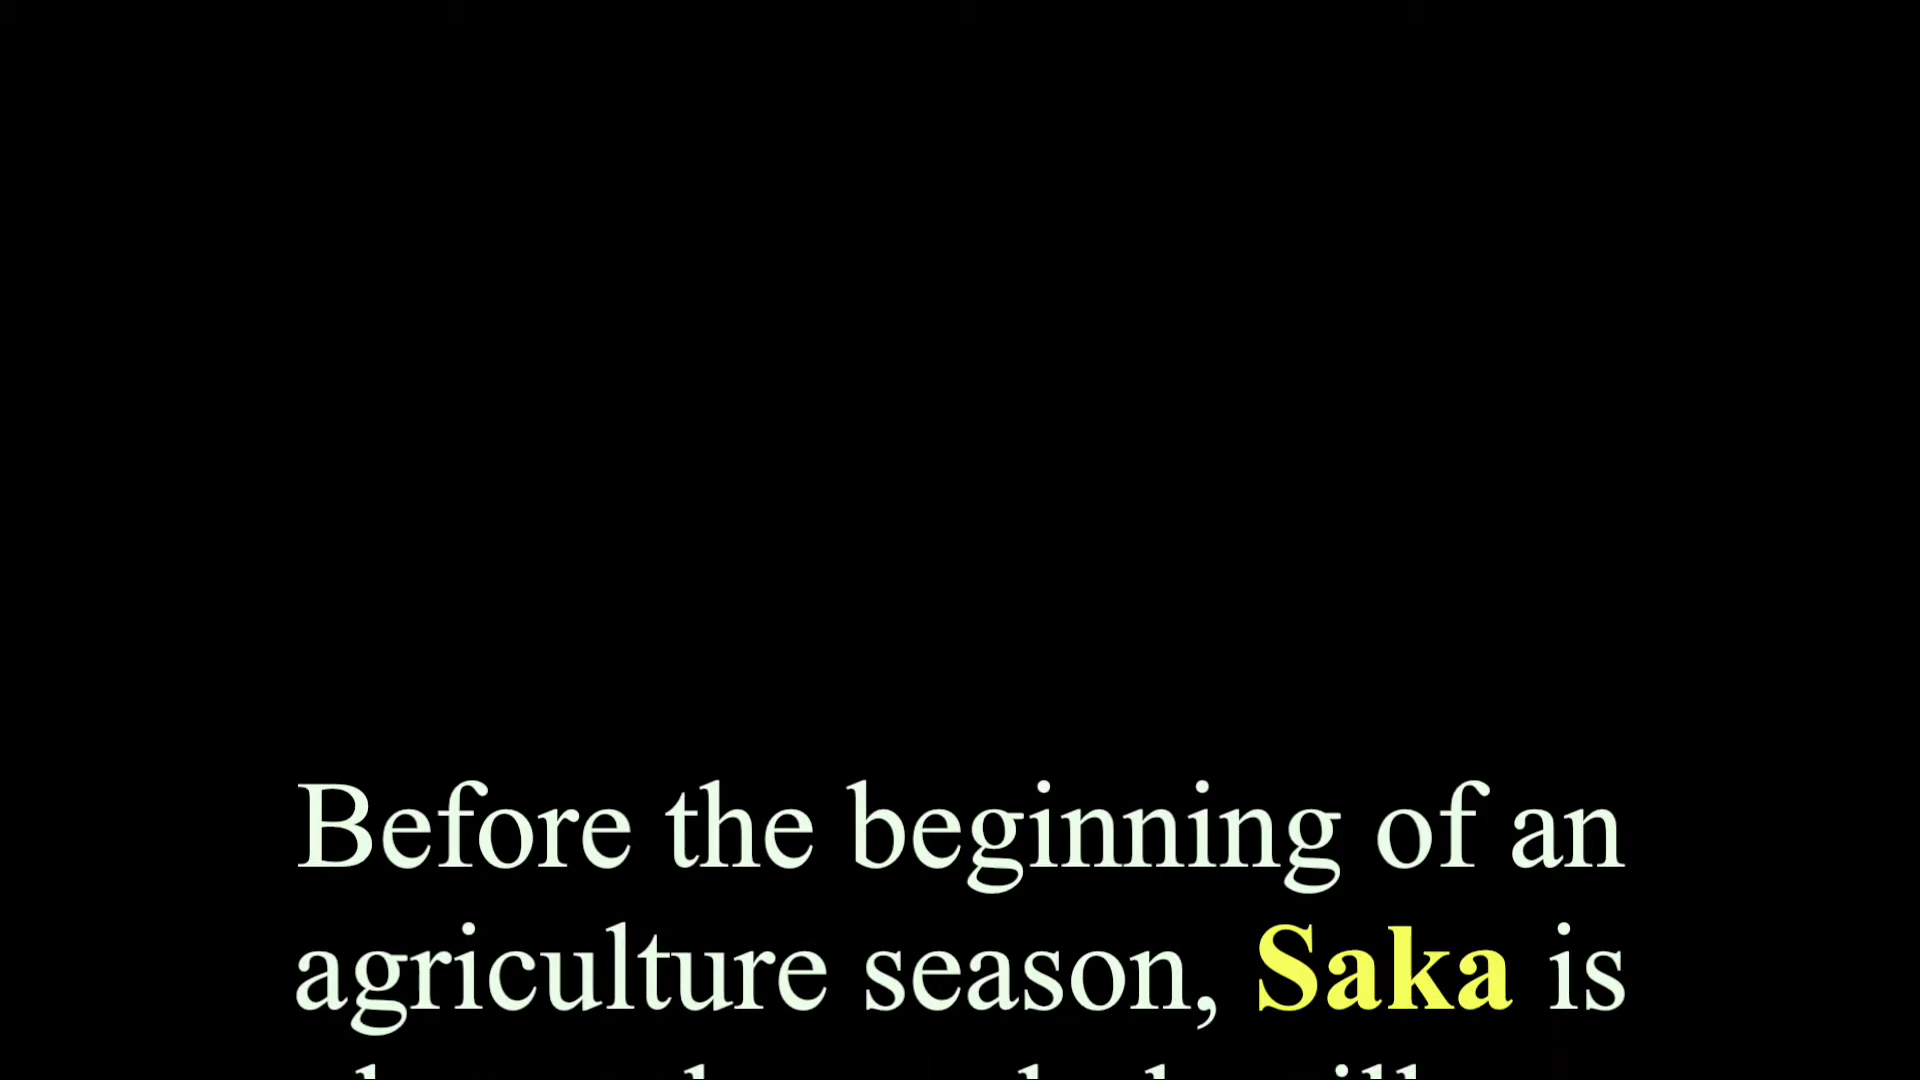 Before the beginning of an
agriculture season, Saka is